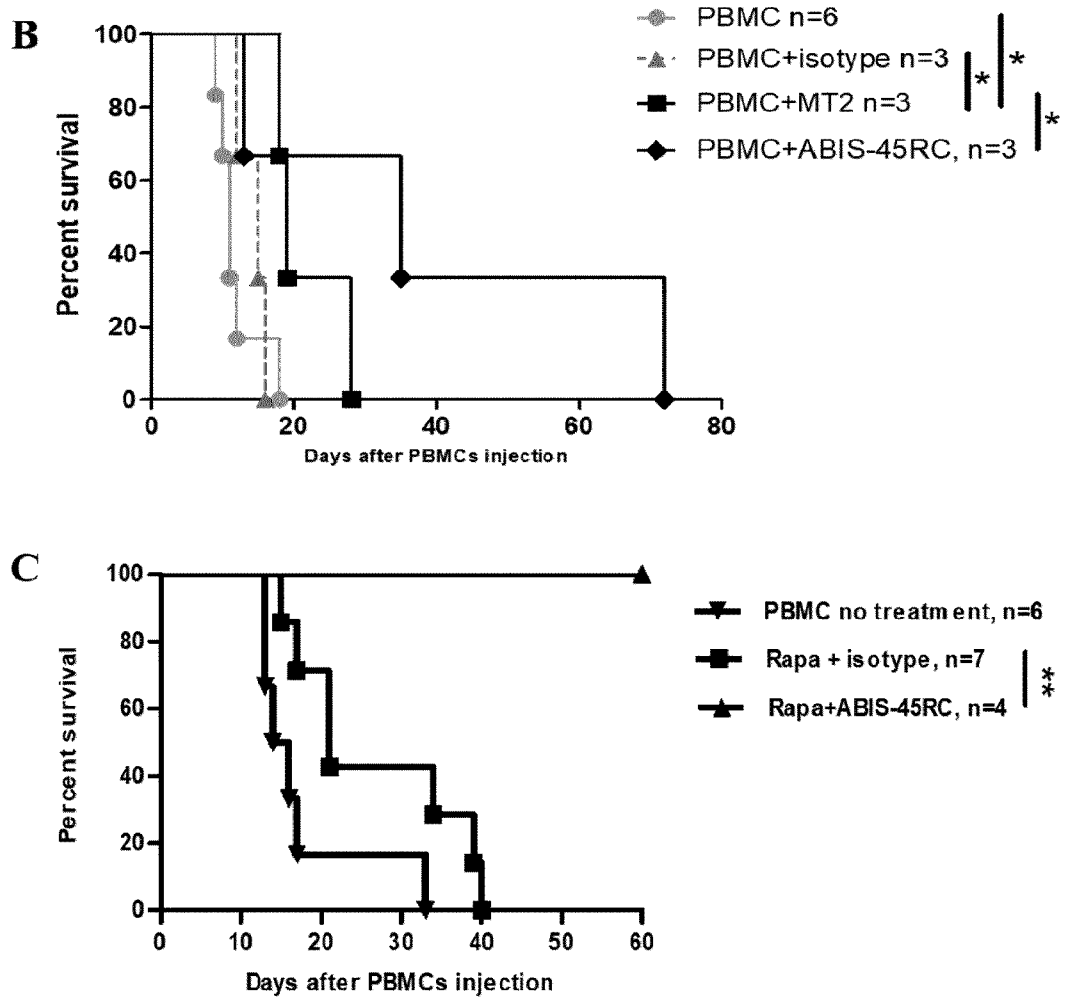 B
PBMC n=6
PBMC+isotype n=3
PBMC+MT2 n=3
PBMC+ABIS-45RC, n=3
*
*
*
Percent survival
100
80
60
40
20
0
0 20 40 60 80
Days after PBMCs injection
C
PBMC no treatment, n=6
Rapa + isotype, n=7
Rapa+ABIS-45RC, n=4
**
Percent survival
100
80
60
40
20
0
0 10 20 30 40 50 60
Days after PBMCs injection